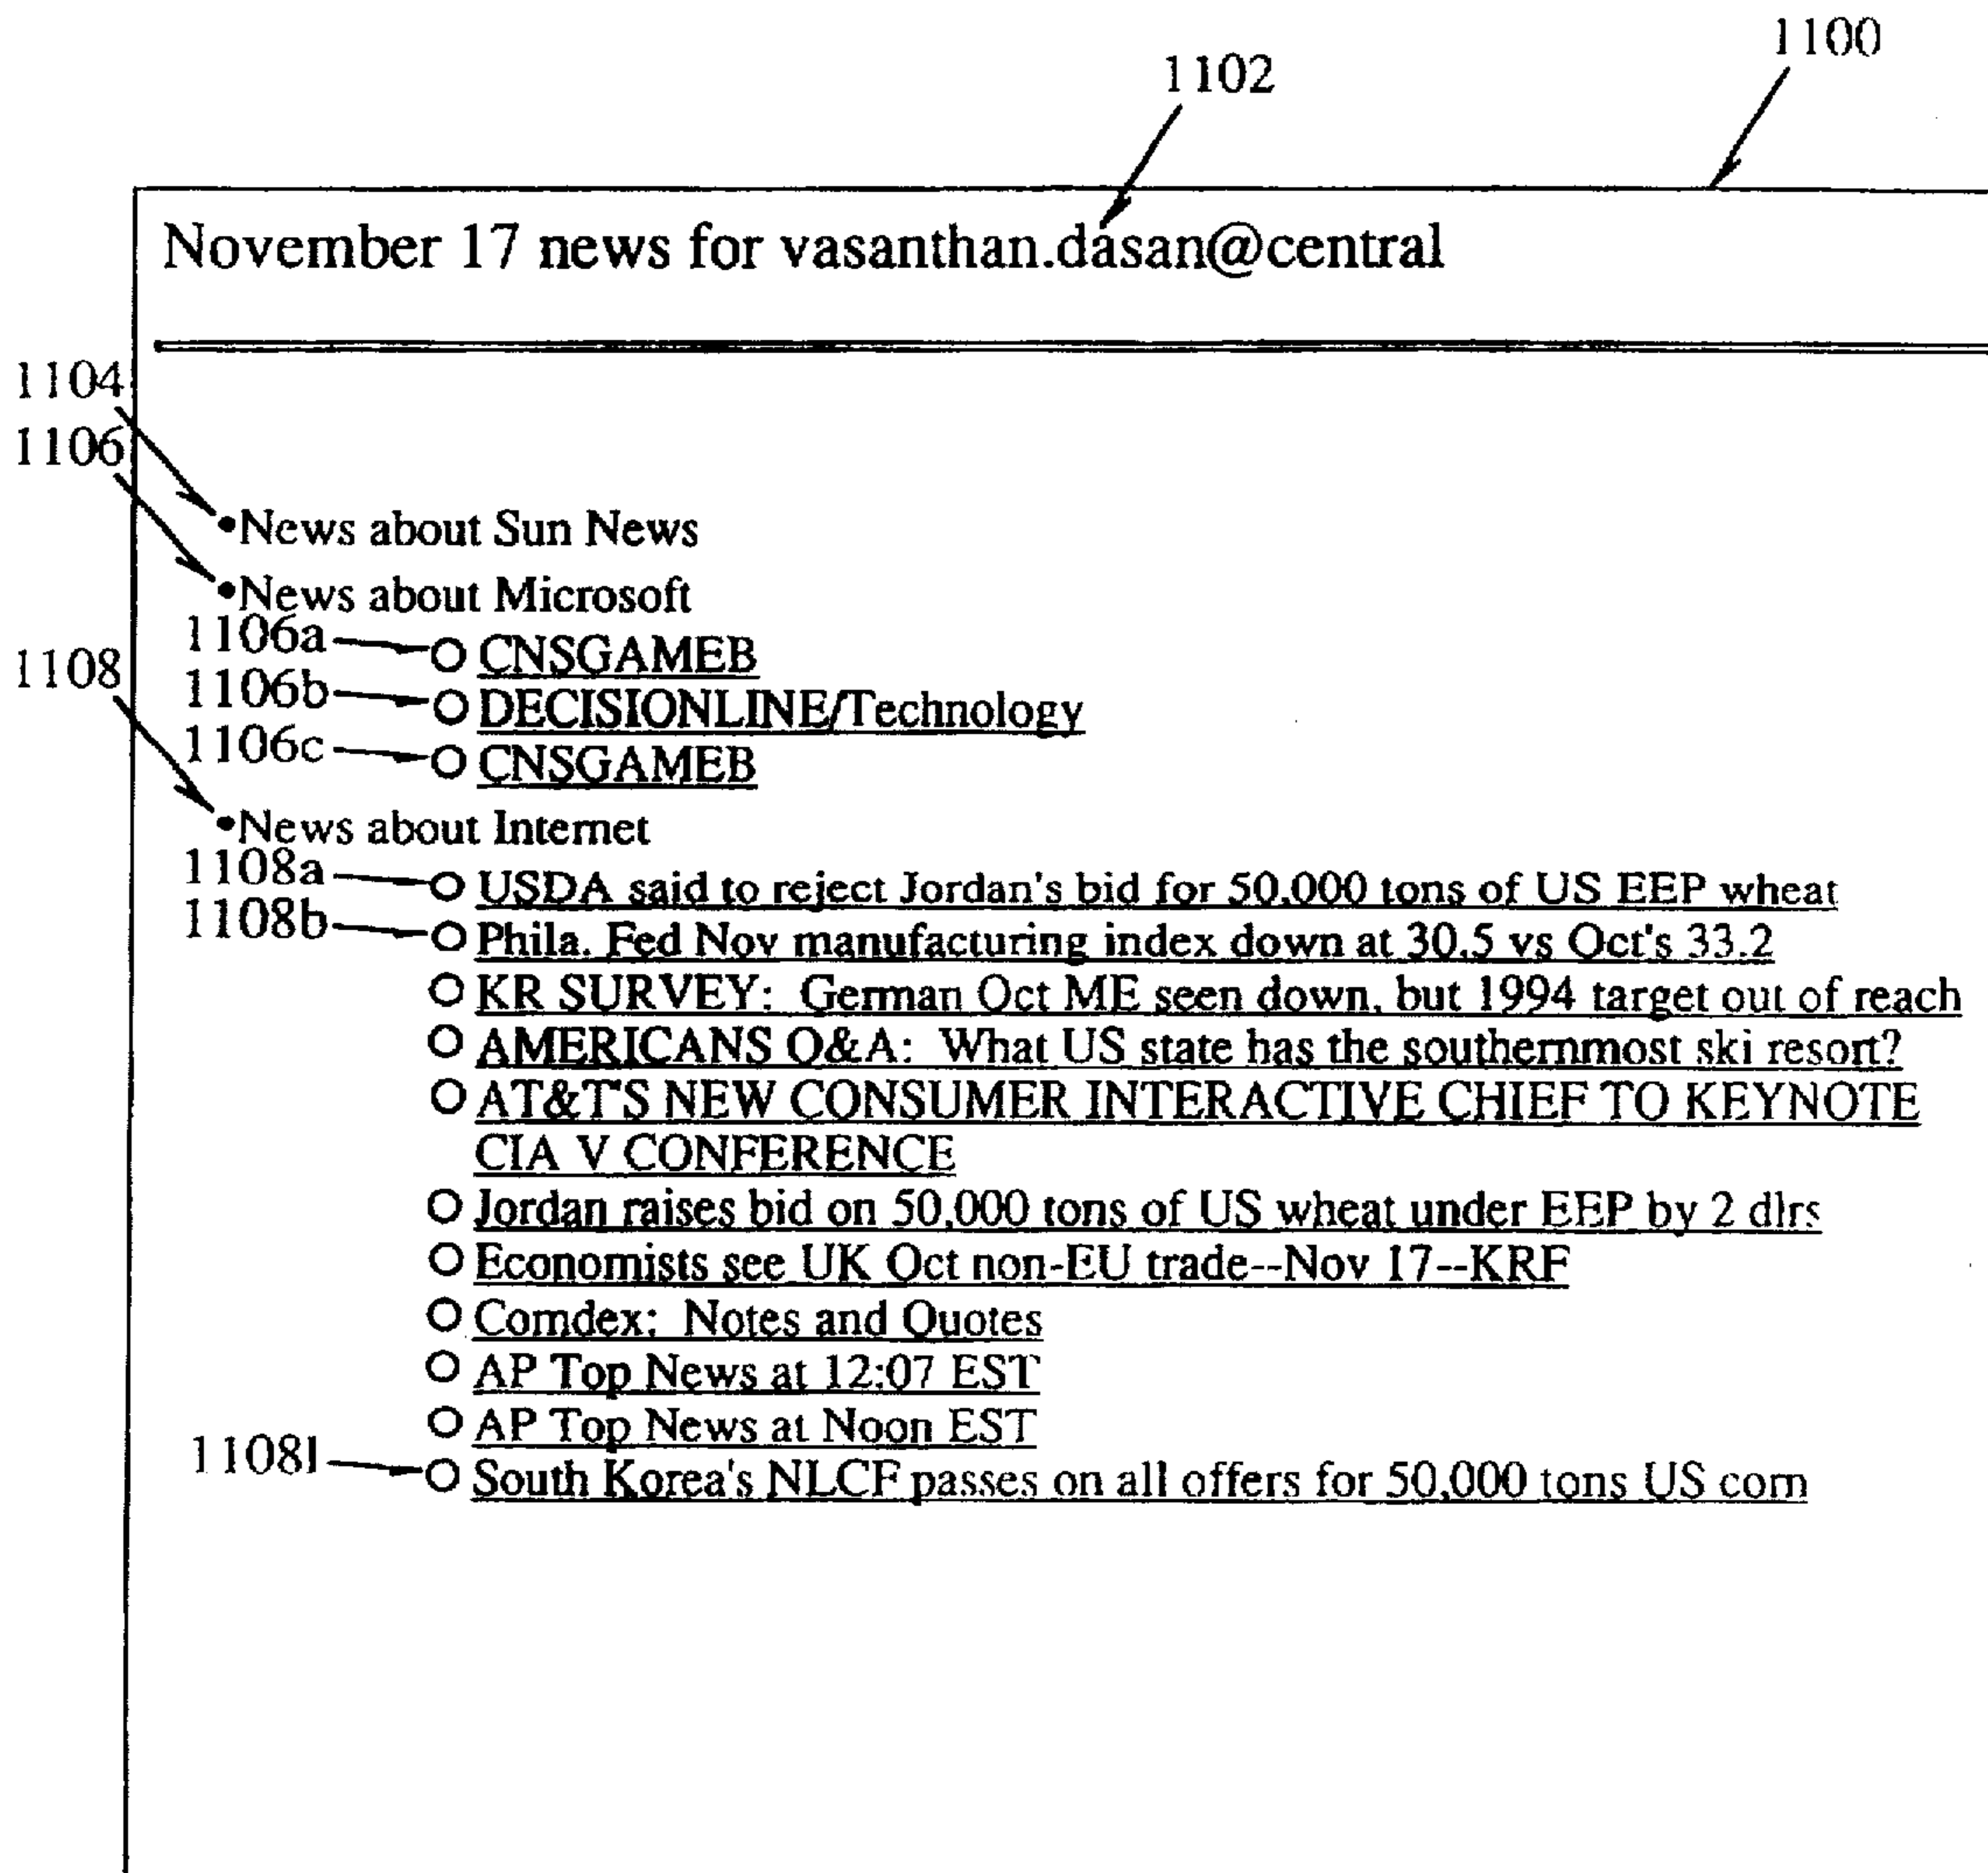 1100
1102
November 17 news for vasanthan.dasan@central
1104
1106
•News about Sun News
•News about Microsoft
1106a
○ CNSGAMEB
1108
1106b
○ DECISIONLINE/Technology
1106c
○ CNSGAMEB
•News about Internet
1108a
○ USDA said to reject Jordan's bid for 50,000 tons of US EEP wheat
1108b
○ Phila. Fed Nov manufacturing index down at 30.5 vs Oct's 33.2
○ KR SURVEY: German Oct ME seen down, but 1994 target out of reach
○ AMERICANS Q&A: What US state has the southernmost ski resort?
○ AT&T'S NEW CONSUMER INTERACTIVE CHIEF TO KEYNOTE
CIA V CONFERENCE
○ Jordan raises bid on 50,000 tons of US wheat under EEP by 2 dlrs
○ Economists see UK Oct non-EU trade--Nov 17--KRF
○ Comdex: Notes and Quotes
○ AP Top News at 12:07 EST
○ AP Top News at Noon EST
1108l
○ South Korea's NLCF passes on all offers for 50,000 tons US corn